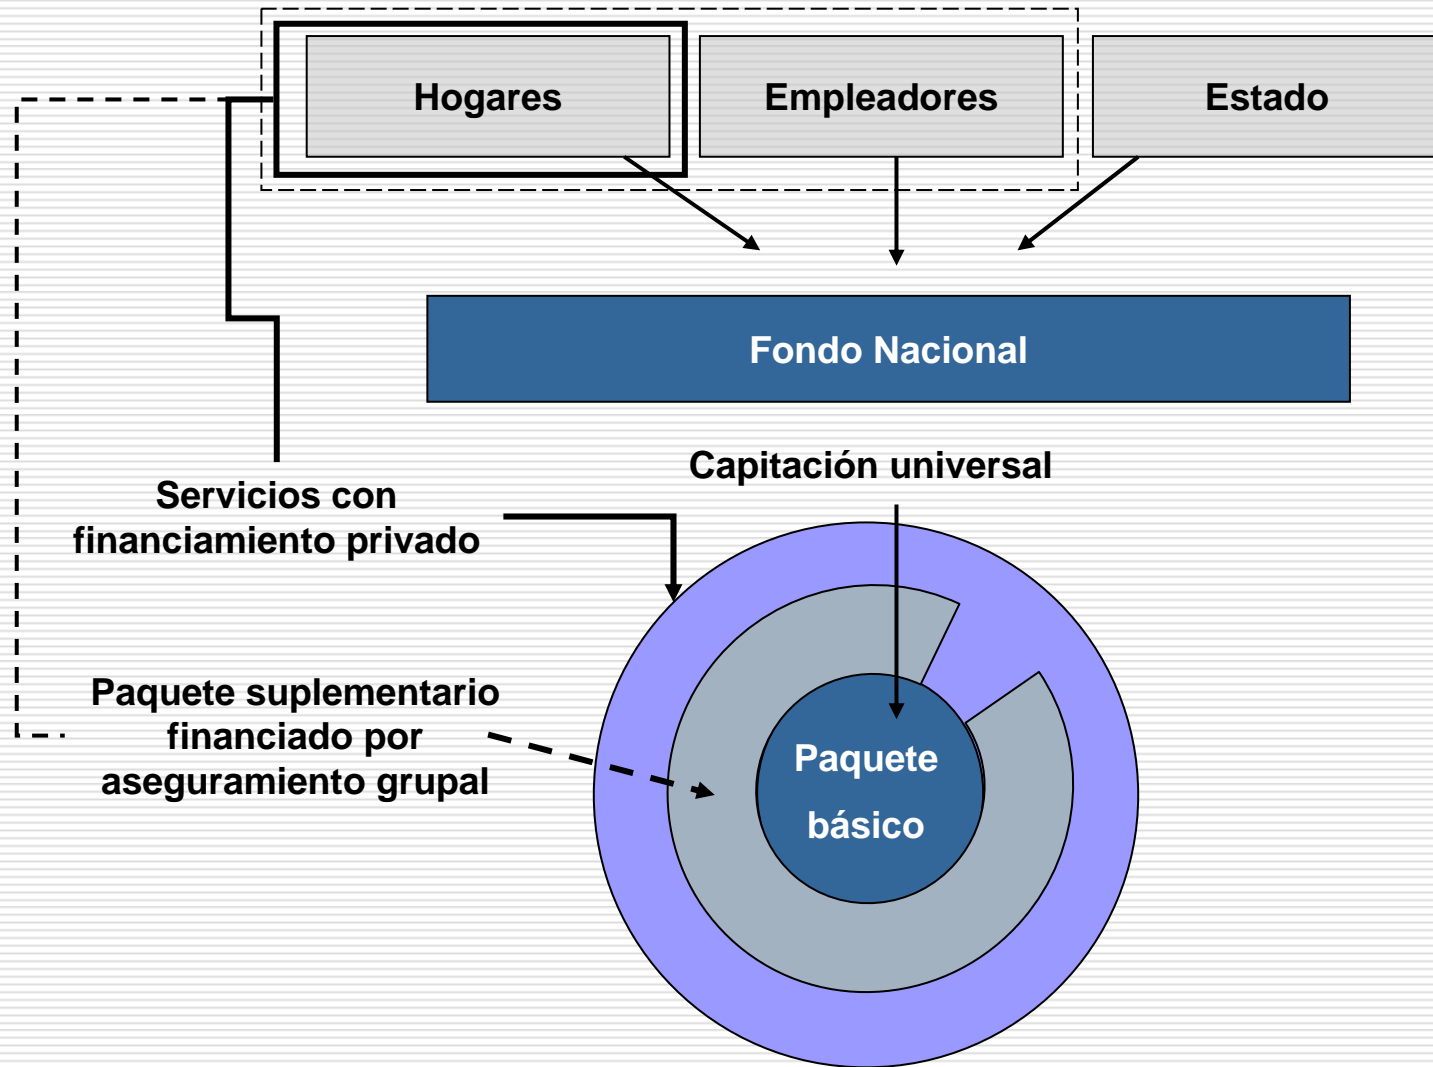 Hogares
Empleadores
Estado
Fondo Nacional
Capitación universal
Servicios con
financiamiento privado
Paquete suplementario
financiado por
aseguramiento grupal
Paquete
básico